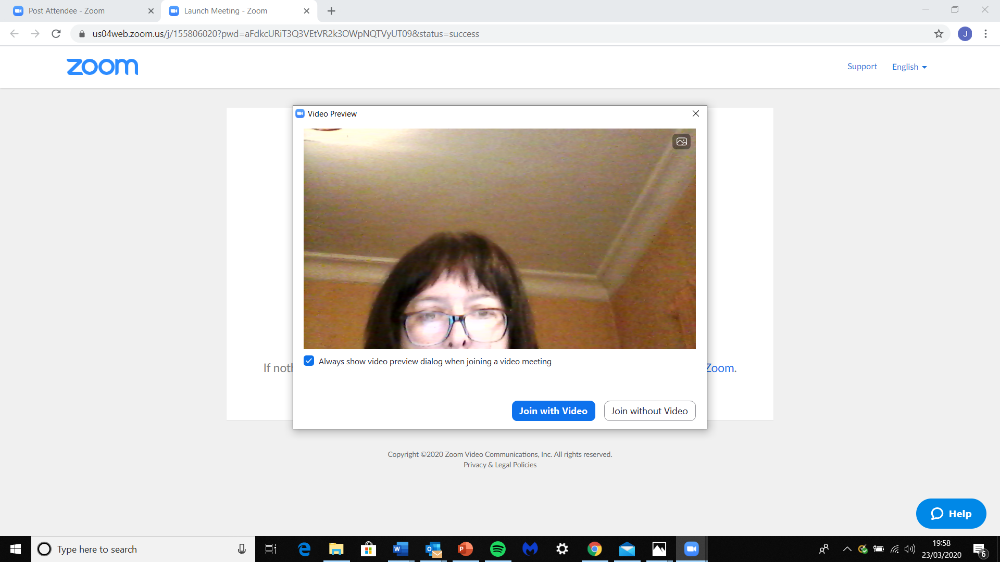 Post Attendee - Zoom
Launch Meeting - Zoom
us04web.zoom.us/j/155806020?pwd=aFdkcURiT3Q3VEtVR2k3OWpNQTVyUT09&status=success
J
zoom
Support
English
Video Preview
Always show video preview dialog when joining a video meeting
If noth
Zoom.
Join with Video
Join without Video
Copyright ©2020 Zoom Video Communications, Inc. All rights reserved.
Privacy & Legal Policies
Help
Type here to search
19:58
23/03/2020
6